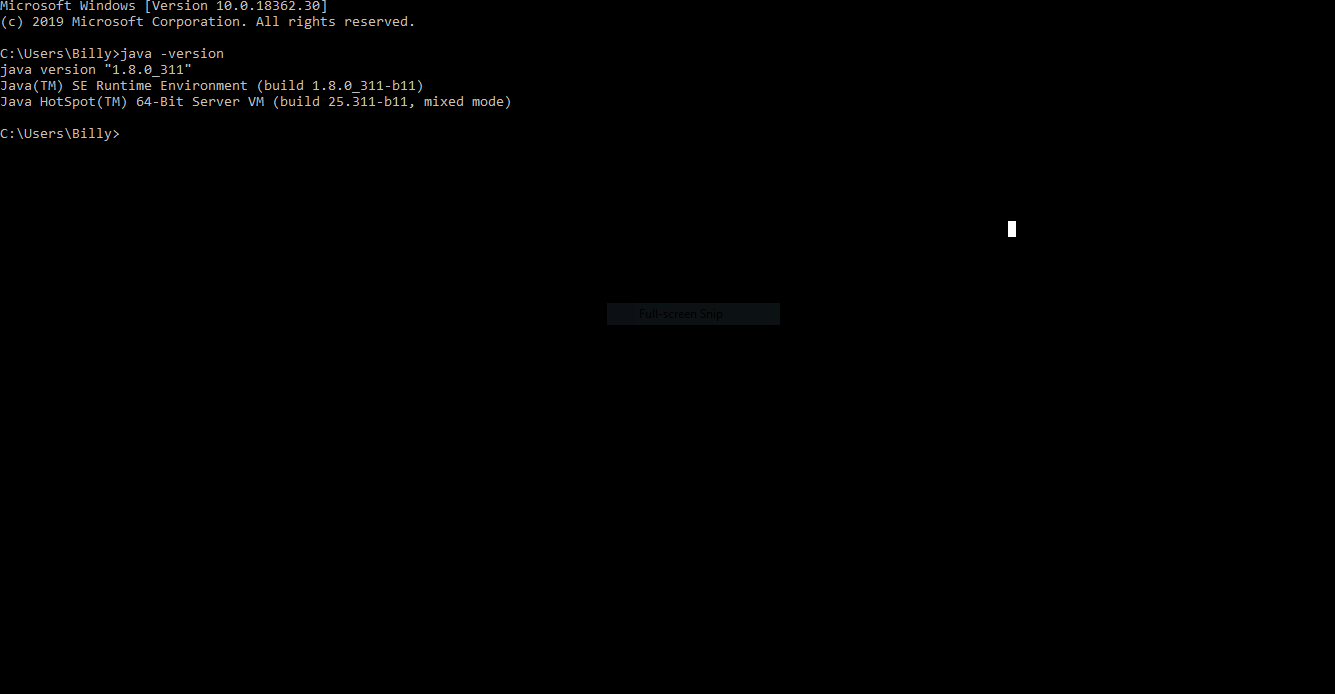 Microsoft Windows [Version 10.0.18362.30]
(c) 2019 Microsoft Corporation. All rights reserved.
C:\Users\Billy>java -version
java version "1.8.0_311"
Java(TM) SE Runtime Environment (build 1.8.0_311-b11)
Java HotSpot(TM) 64-Bit Server VM (build 25.311-b11, mixed mode)
C:\Users\Billy>
Full-screen Snip